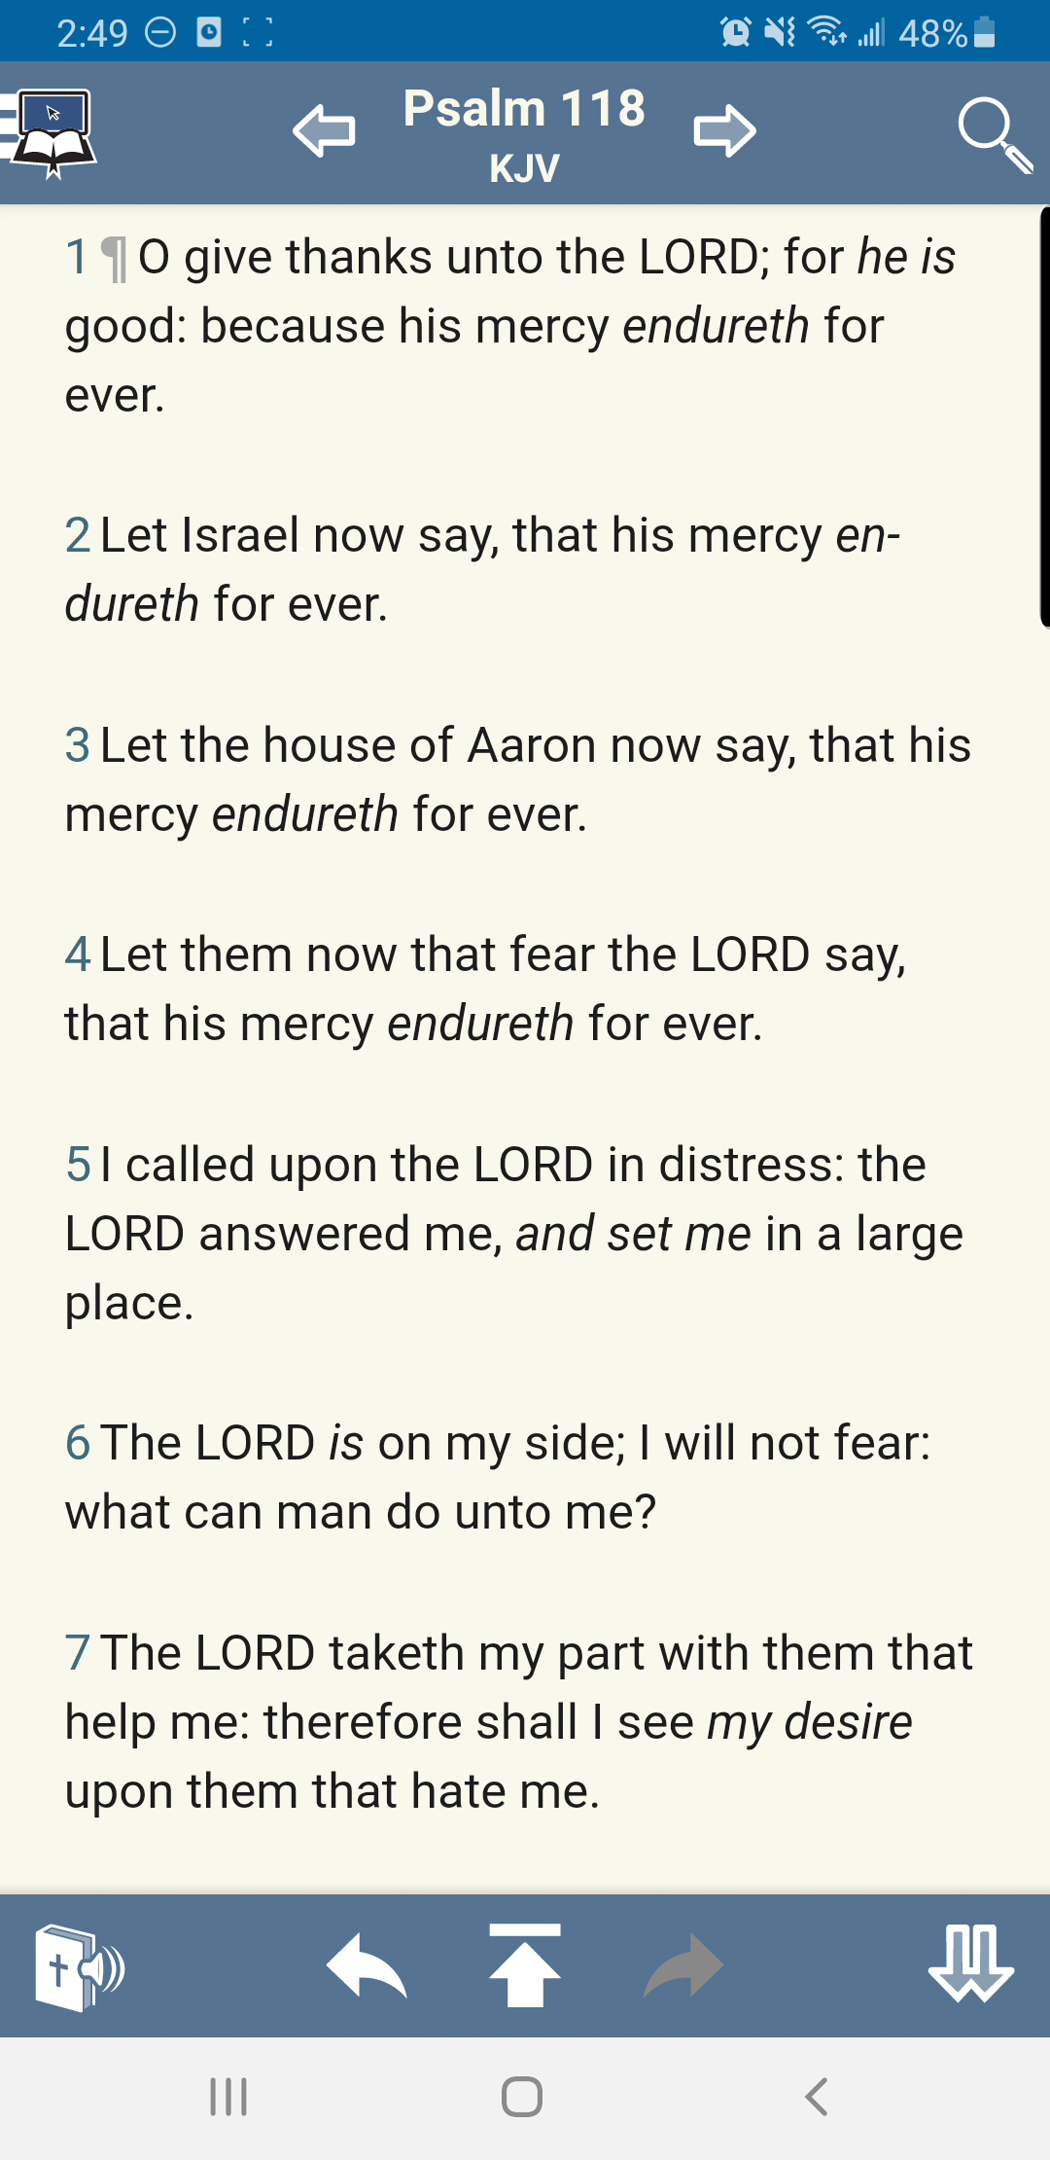 2:49
48%
Psalm 118
KJV
1 ¶ O give thanks unto the LORD; for he is
good: because his mercy endureth for
ever.
2 Let Israel now say, that his mercy en-
dureth for ever.
3 Let the house of Aaron now say, that his
mercy endureth for ever.
4 Let them now that fear the LORD say,
that his mercy endureth for ever.
5 I called upon the LORD in distress: the
LORD answered me, and set me in a large
place.
6 The LORD is on my side; I will not fear:
what can man do unto me?
7 The LORD taketh my part with them that
help me: therefore shall I see my desire
upon them that hate me.